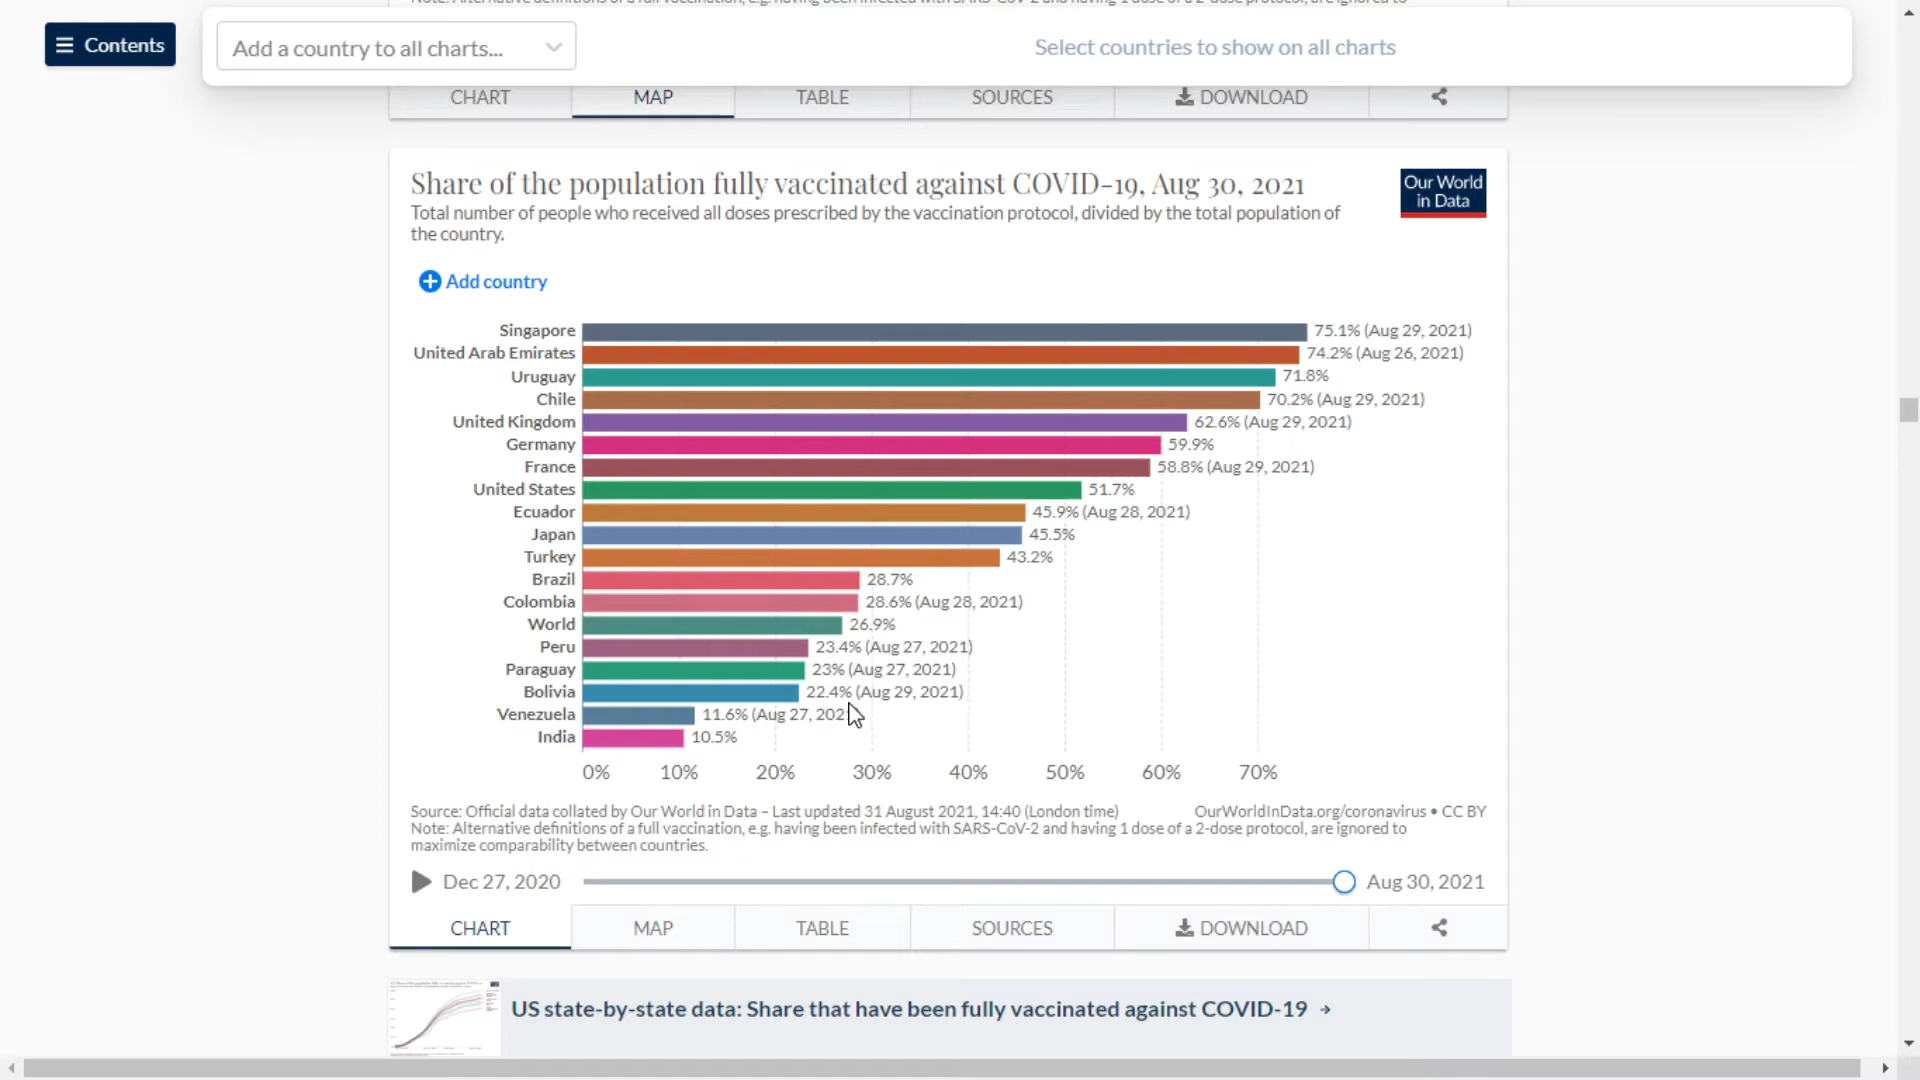 Contents
Add a country to all charts...
Select countries to show on all charts
CHART
MAP
TABLE
SOURCES
DOWNLOAD
Share of the population fully vaccinated against COVID-19, Aug 30, 2021
Our World
in Data
Total number of people who received all doses prescribed by the vaccination protocol, divided by the total population of
the country.
Add country
Singapore 75.1% (Aug 29, 2021)
United Arab Emirates 74.2% (Aug 26, 2021)
Uruguay 71.8%
Chile 70.2% (Aug 29, 2021)
United Kingdom 62.6% (Aug 29, 2021)
Germany 59.9%
France 58.8% (Aug 29, 2021)
United States 51.7%
Ecuador 45.9% (Aug 28, 2021)
Japan 45.5%
Turkey 43.2%
Brazil 28.7%
Colombia 28.6% (Aug 28, 2021)
World 26.9%
Peru 23.4% (Aug 27, 2021)
Paraguay 23% (Aug 27, 2021)
Bolivia 22.4% (Aug 29, 2021)
Venezuela 11.6% (Aug 27, 202
India 10.5%
0% 10% 20% 30% 40% 50% 60% 70%
Source: Official data collated by Our World in Data – Last updated 31 August 2021, 14:40 (London time)
OurWorldInData.org/coronavirus • CC BY
Note: Alternative definitions of a full vaccination, e.g. having been infected with SARS-CoV-2 and having 1 dose of a 2-dose protocol, are ignored to
maximize comparability between countries.
Dec 27, 2020
Aug 30, 2021
CHART
MAP
TABLE
SOURCES
DOWNLOAD
US state-by-state data: Share that have been fully vaccinated against COVID-19 →